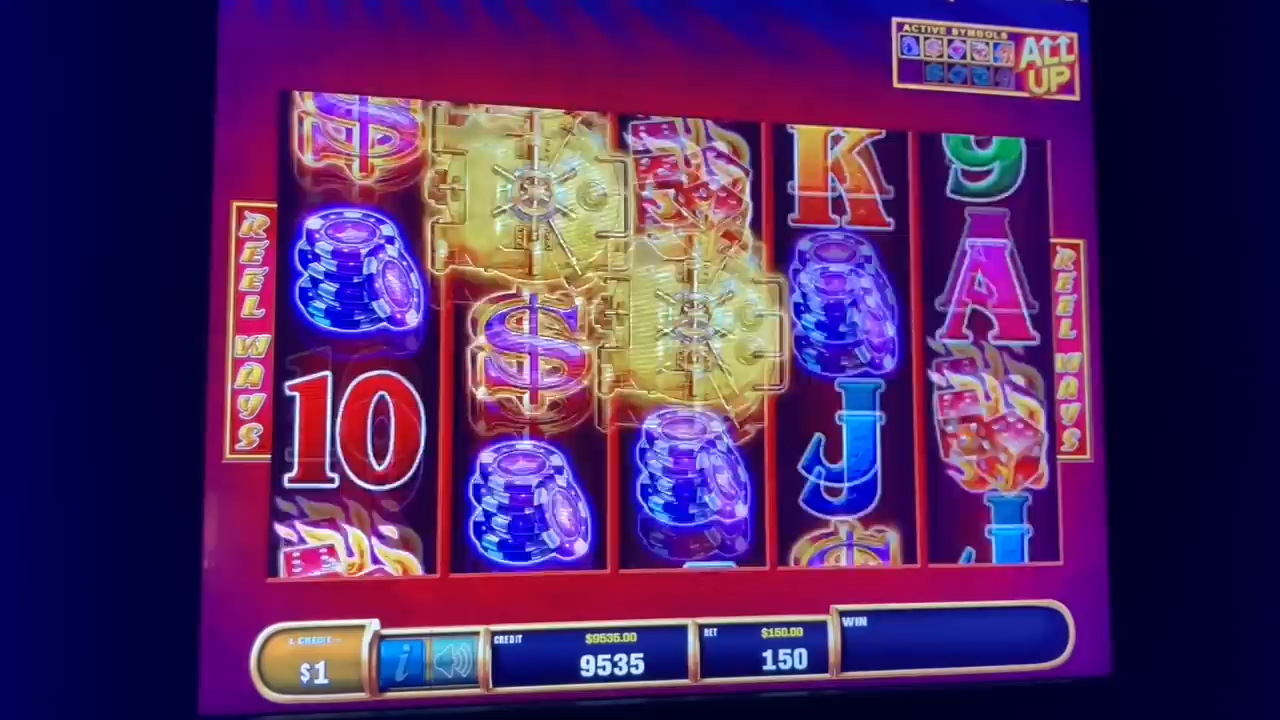 ACTIVE SYMBOLS
ALL
UP
$
K
9
REEL WAYS
A
REEL WAYS
$
10
J
$
J
1 CREDIT =
$1
i
CREDIT
$9535.00
9535
BET
$150.00
150
WIN